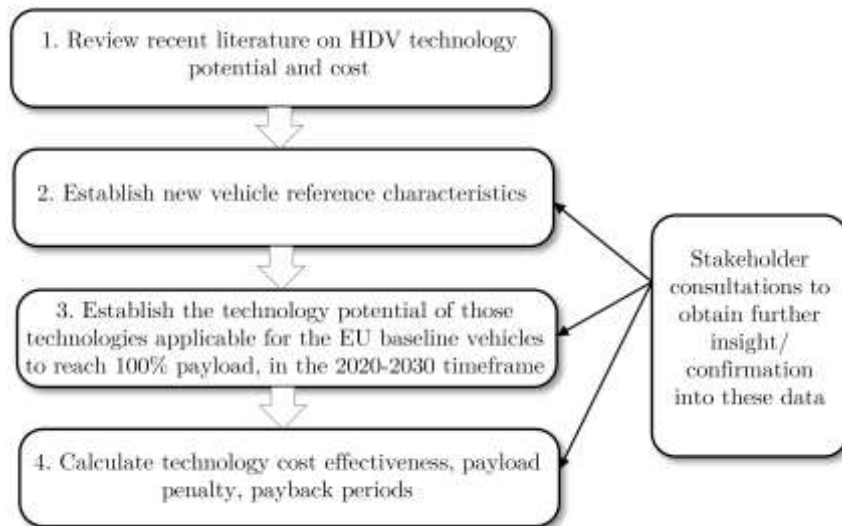 1. Review recent literature on HDV technology
potential and cost
2. Establish new vehicle reference characteristics
3. Establish the technology potential of those
technologies applicable for the EU baseline vehicles
to reach 100% payload, in the 2020-2030 timeframe
4. Calculate technology cost effectiveness, payload
penalty, payback periods
Stakeholder
consultations to
obtain further
insight/
confirmation
into these data